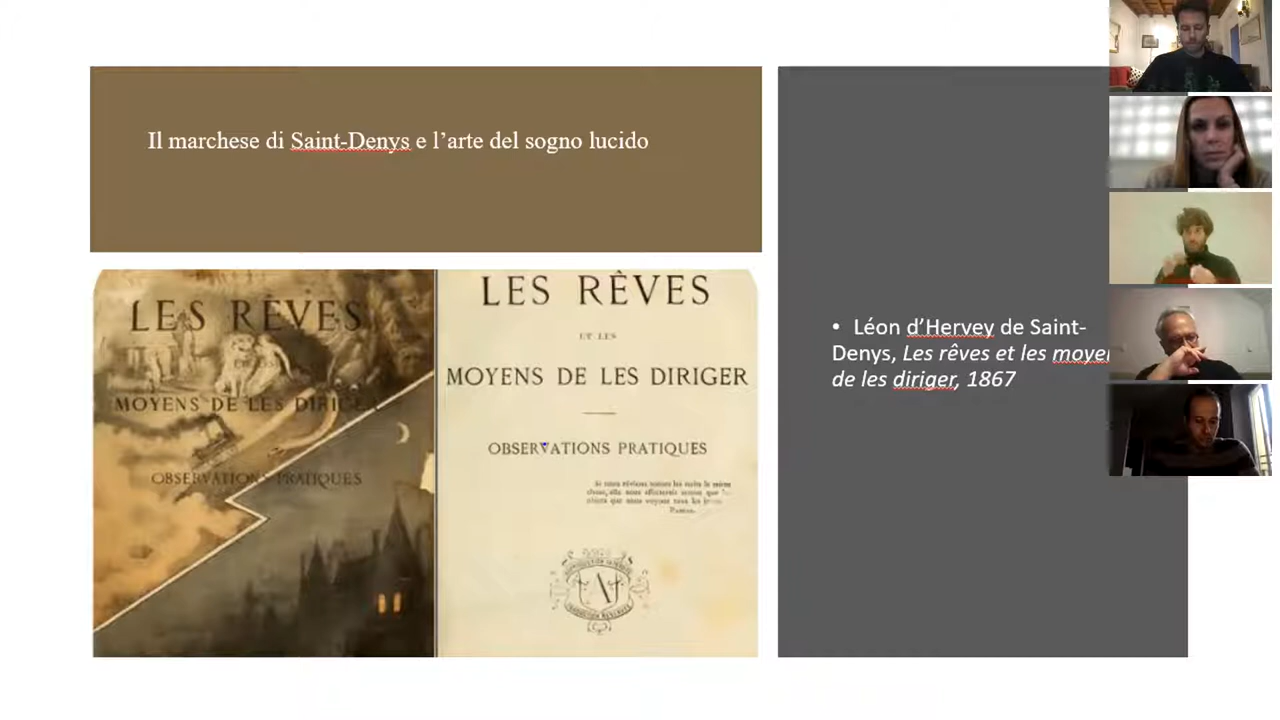 Il marchese di Saint-Denys e l’arte del sogno lucido
LES RÊVES
MOYENS DE LES DIRIGER
OBSERVATIONS PRATIQUES
LES RÊVES
ET LES
MOYENS DE LES DIRIGER
OBSERVATIONS PRATIQUES
• Léon d’Hervey de Saint-
Denys, Les rêves et les
de les diriger, 1867